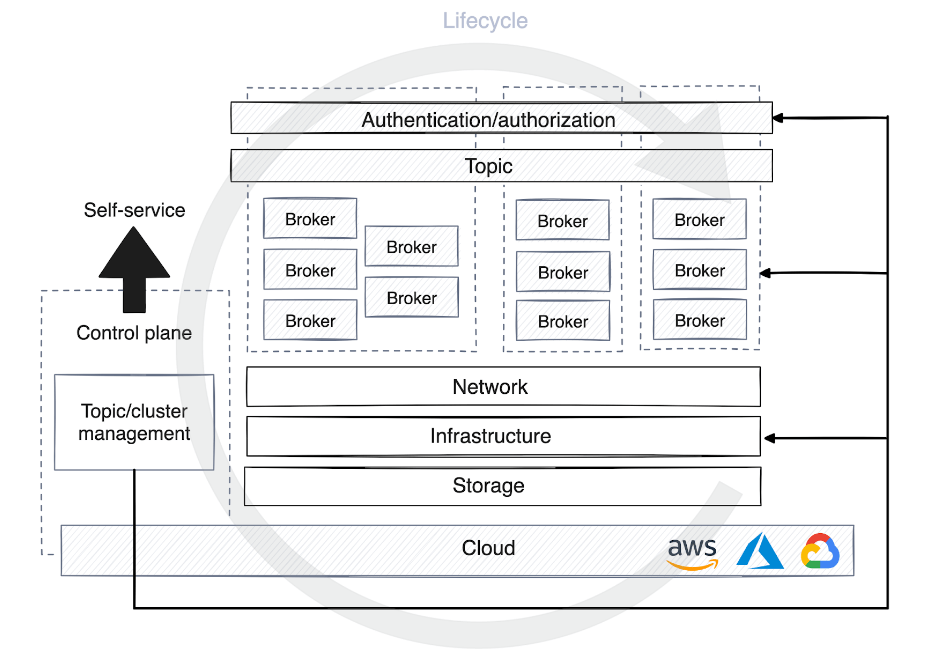 Lifecycle
Authentication/authorization
Topic
Self-service
Broker
Broker
Broker
Broker
Broker
Broker
Broker
Broker
Broker
Broker
Broker
Control plane
Topic/cluster
management
Network
Infrastructure
Storage
Cloud
aws